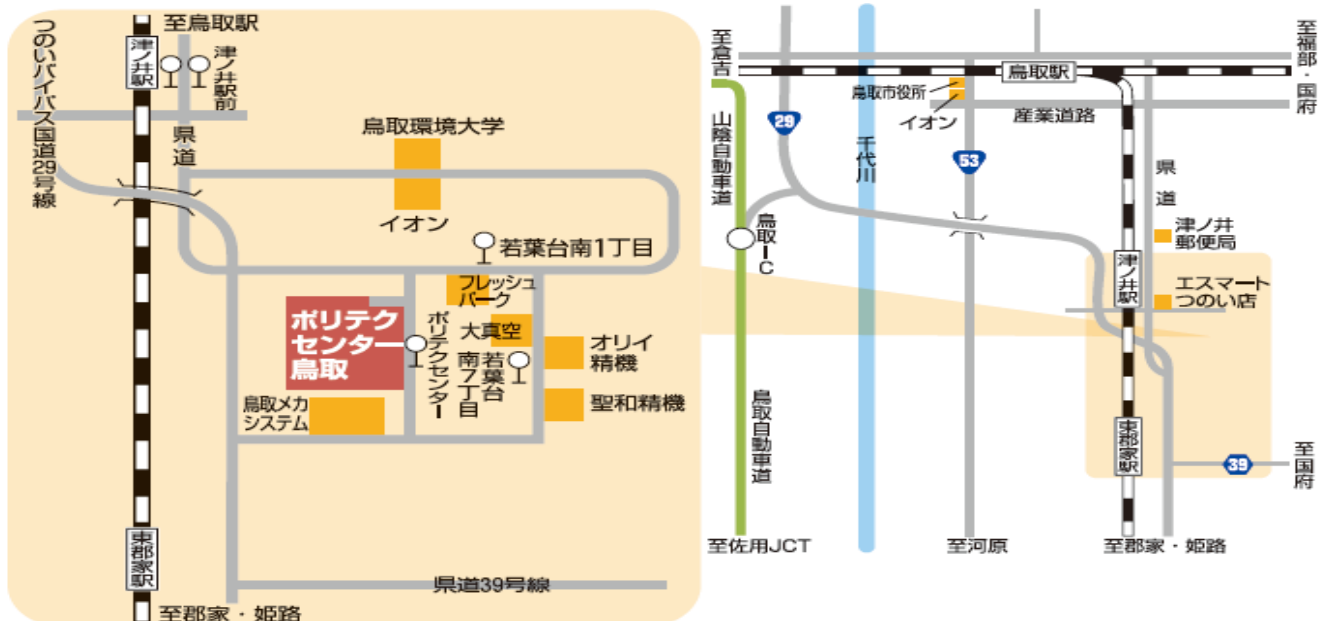 至鳥取駅
津ノ井駅
津ノ井駅前
つのいバイパス国道29号線
県道
鳥取環境大学
イオン
若葉台南1丁目
フレッシュ
パーク
ポリテク
センター
鳥取
ポリテクセンター
大真空
若葉台
南7丁目
オリイ
精機
聖和精機
鳥取メカ
システム
東郡家駅
県道39号線
至郡家・姫路
至倉吉
鳥取駅
至福部・国府
鳥取市役所
イオン
産業道路
山陰自動車道
29
千代川
53
県道
鳥取IC
津ノ井
郵便局
津ノ井駅
エスマート
つのい店
鳥取自動車道
東郡家駅
39
至国府
至佐用JCT
至河原
至郡家・姫路